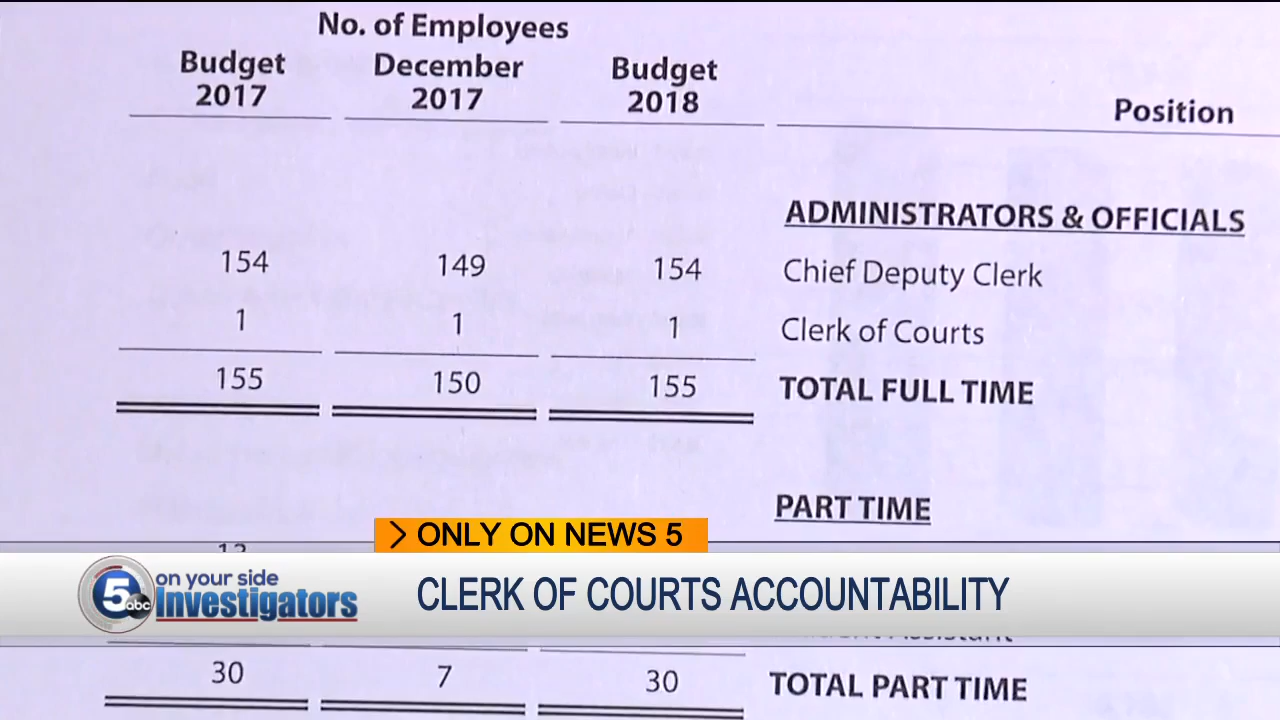 No. of Employees
Budget 2017 December 2017 Budget 2018 Position
ADMINISTRATORS & OFFICIALS
154 149 154 Chief Deputy Clerk
1 1 1 Clerk of Courts
155 150 155 TOTAL FULL TIME
PART TIME
ONLY ON NEWS 5
5 abc on your side Investigators
CLERK OF COURTS ACCOUNTABILITY
30 7 30 TOTAL PART TIME